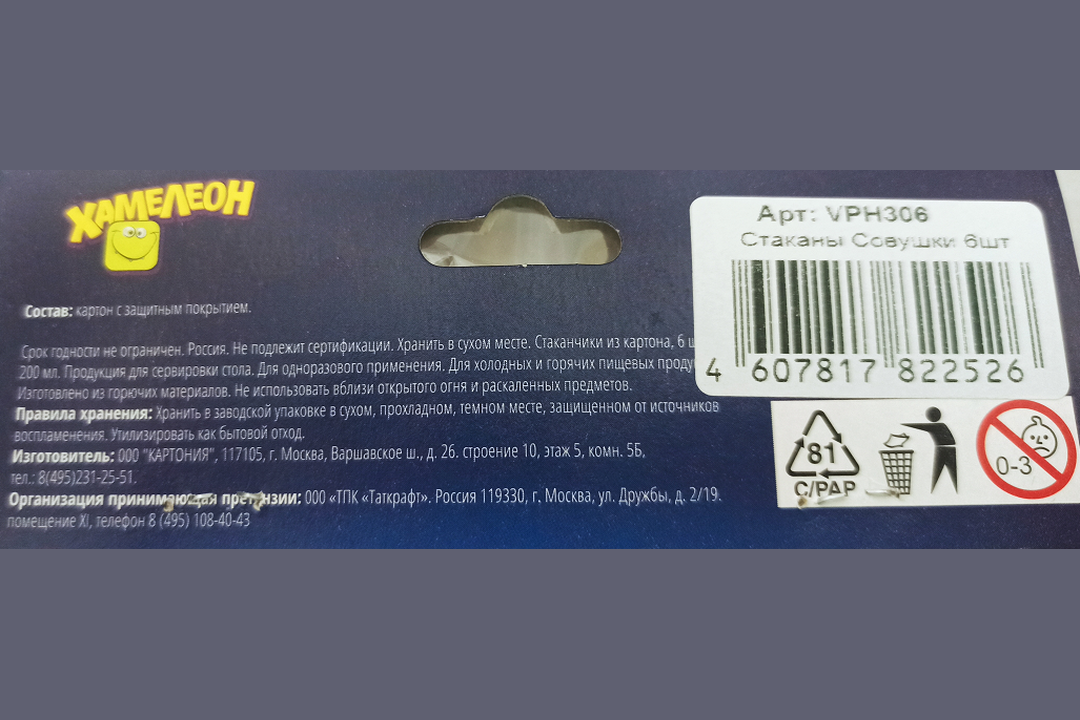 ХАМЕЛЕОН
Арт: VPH306
Стаканы Совушки 6шт
4 607817 822526
Состав: картон с защитным покрытием.
Срок годности не ограничен. Россия. Не подлежит сертификации. Хранить в сухом месте. Стаканчики из картона, 6
200 мл. Продукция для сервировки стола. Для одноразового применения. Для холодных и горячих пищевых
Изготовлено из горючих материалов. Не использовать вблизи открытого огня и раскаленных предметов.
Правила хранения: Хранить в заводской упаковке в сухом, прохладном, темном месте, защищенном от источников
воспламенения. Утилизировать как бытовой отход.
Изготовитель: ООО "КАРТОНИЯ", 117105, г. Москва, Варшавское ш., д. 26. строение 10, этаж 5, комн. 5Б,
тел.: 8(495)231-25-51.
Организация принимающая претензии: ООО «ТПК «Таткрафт». Россия 119330, г. Москва, ул. Дружбы, д. 2/19.
помещение XI, телефон 8 (495) 108-40-43
81
C/PAP
0-3